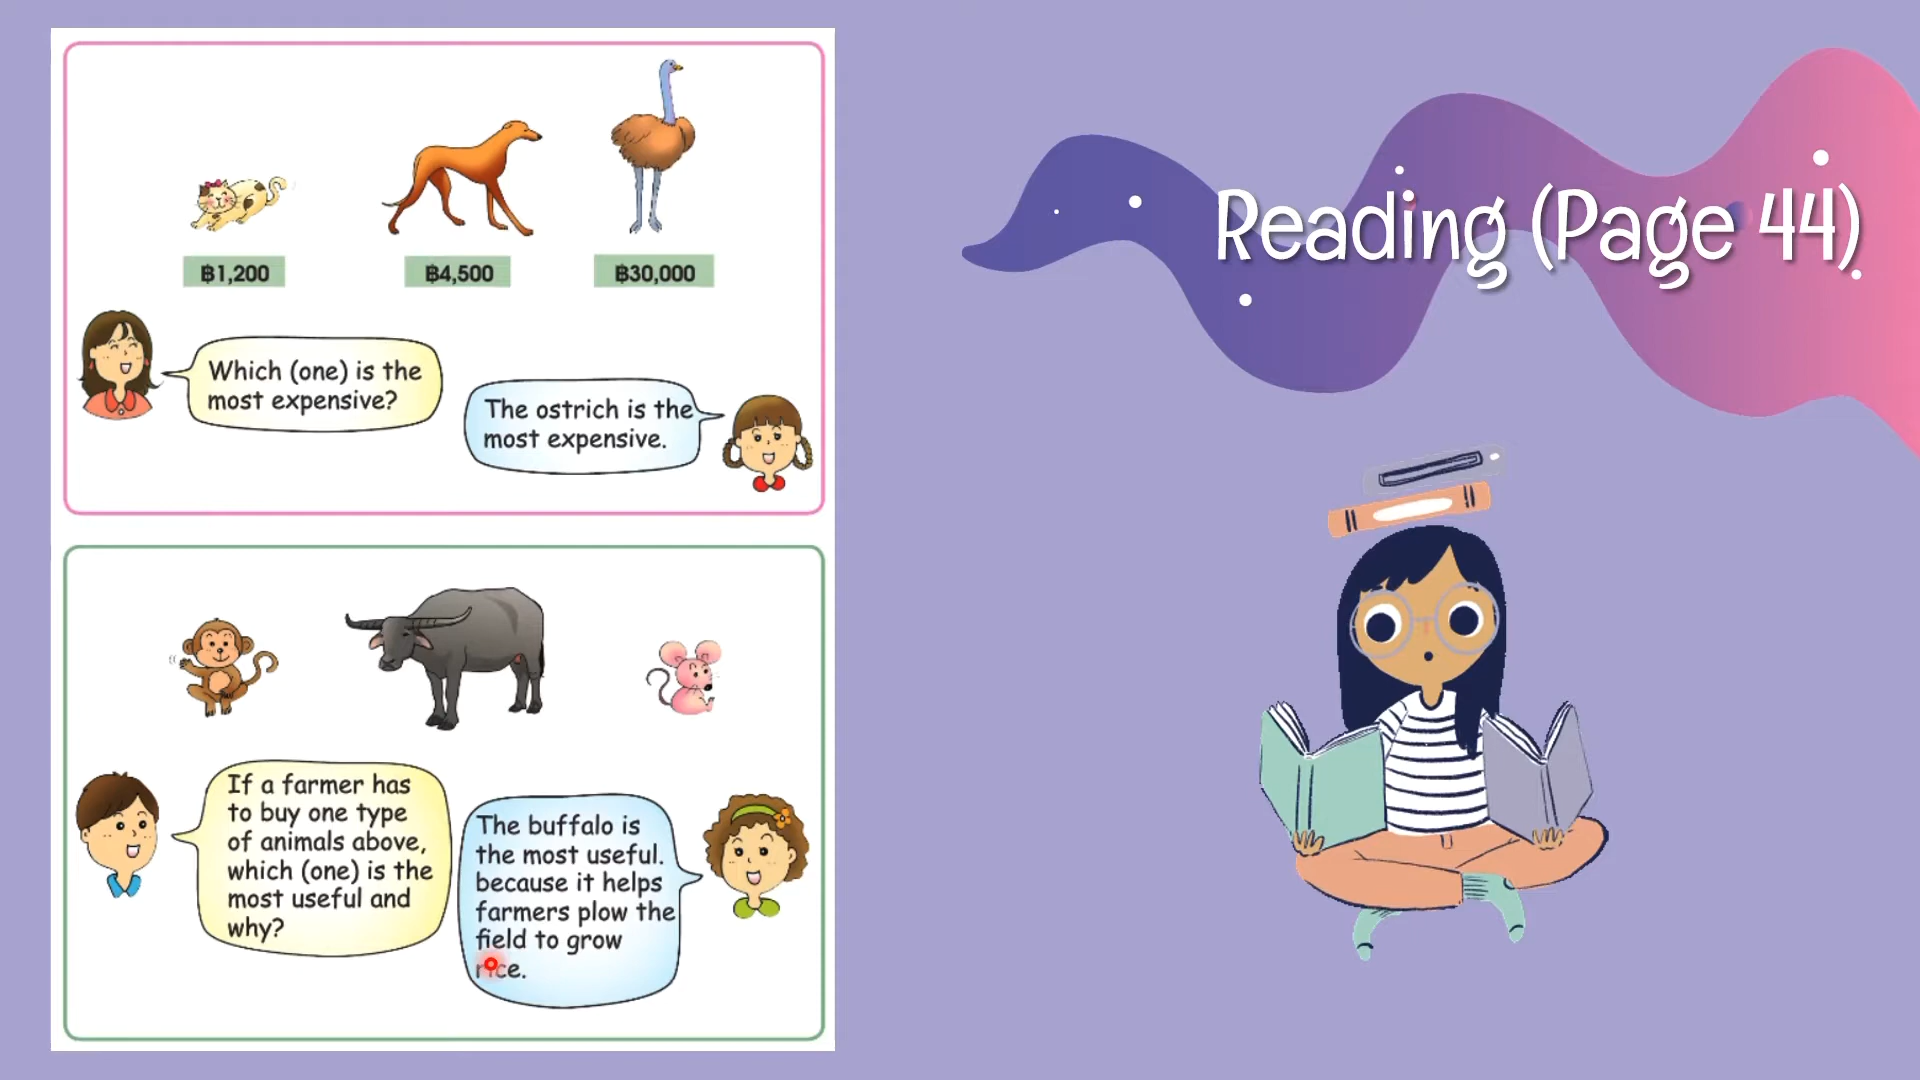 ฿1,200
฿4,500
฿30,000
Which (one) is the
most expensive?
The ostrich is the
most expensive.
If a farmer has
to buy one type
of animals above,
which (one) is the
most useful and
why?
The buffalo is
the most useful.
because it helps
farmers plow the
field to grow
rice.
Reading (Page 44)